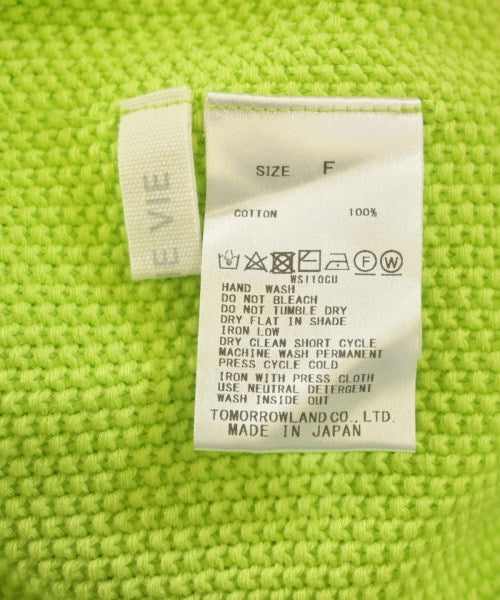 E VIE
SIZE F
COTTON 100%
WS110CU
HAND WASH
DO NOT BLEACH
DO NOT TUMBLE DRY
DRY FLAT IN SHADE
IRON LOW
DRY CLEAN SHORT CYCLE
MACHINE WASH PERMANENT
PRESS CYCLE COLD
IRON WITH PRESS CLOTH
USE NEUTRAL DETERGENT
WASH INSIDE OUT
TOMORROWLAND CO., LTD.
MADE IN JAPAN